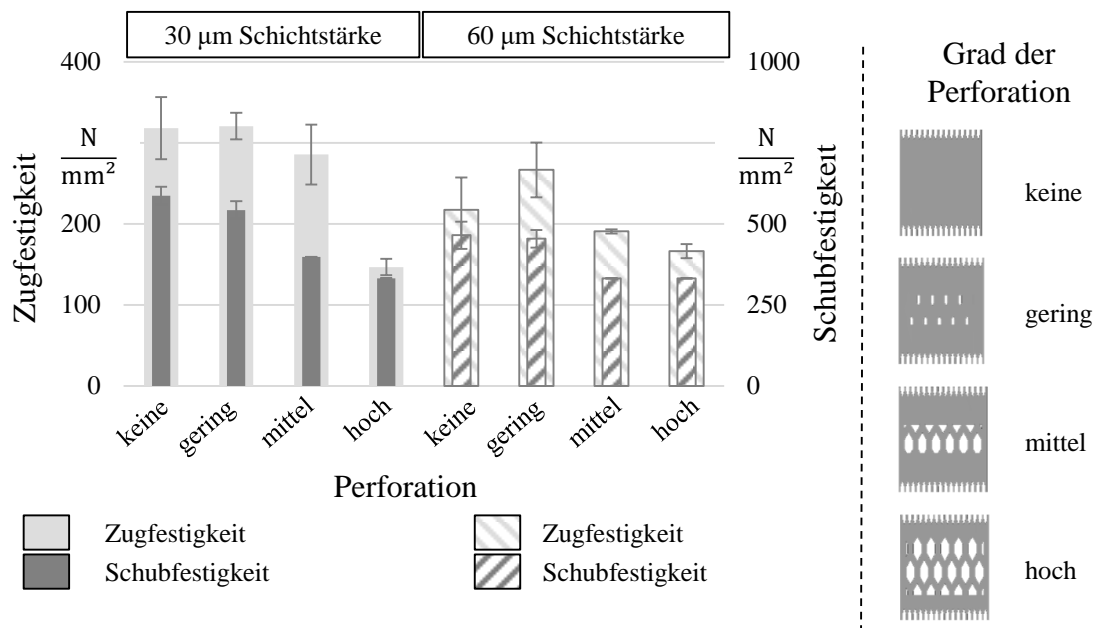 30 µm Schichtstärke
60 µm Schichtstärke
400
N
mm²
200
100
0
Zugfestigkeit
1000
N
mm²
500
250
0
Schubfestigkeit
keine
gering
mittel
hoch
keine
gering
mittel
hoch
Perforation
Zugfestigkeit
Schubfestigkeit
Zugfestigkeit
Schubfestigkeit
Grad der
Perforation
keine
gering
mittel
hoch